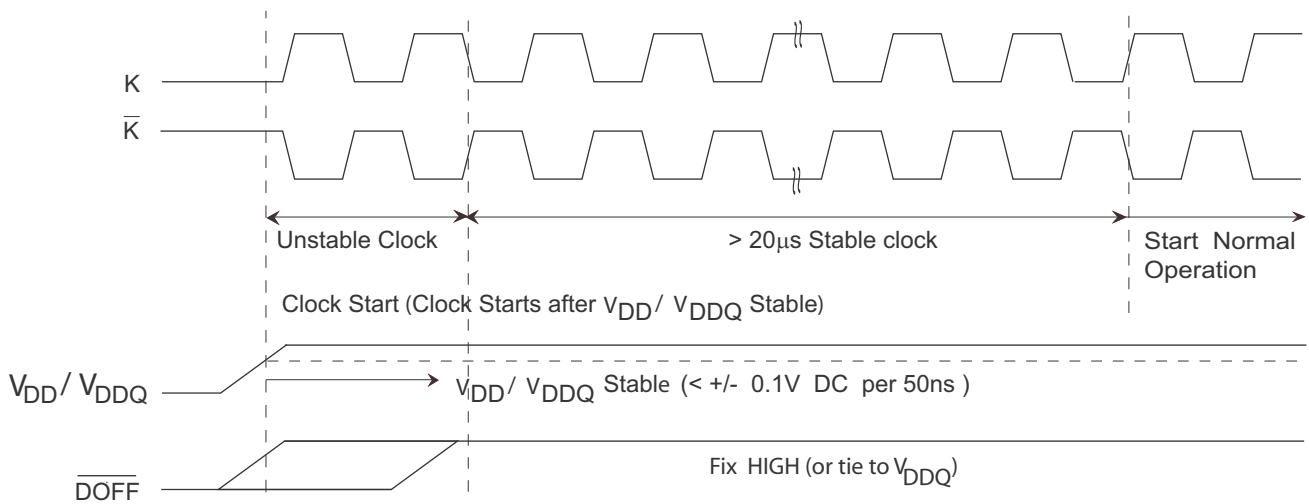 K
K̅
Unstable Clock
> 20μs Stable clock
Start Normal
Operation
Clock Start (Clock Starts after VDD/ VDDQ Stable)
VDD/ VDDQ
VDD/ VDDQ Stable (< +/- 0.1V DC per 50ns )
Fix HIGH (or tie to VDDQ)
D̅O̅F̅F̅